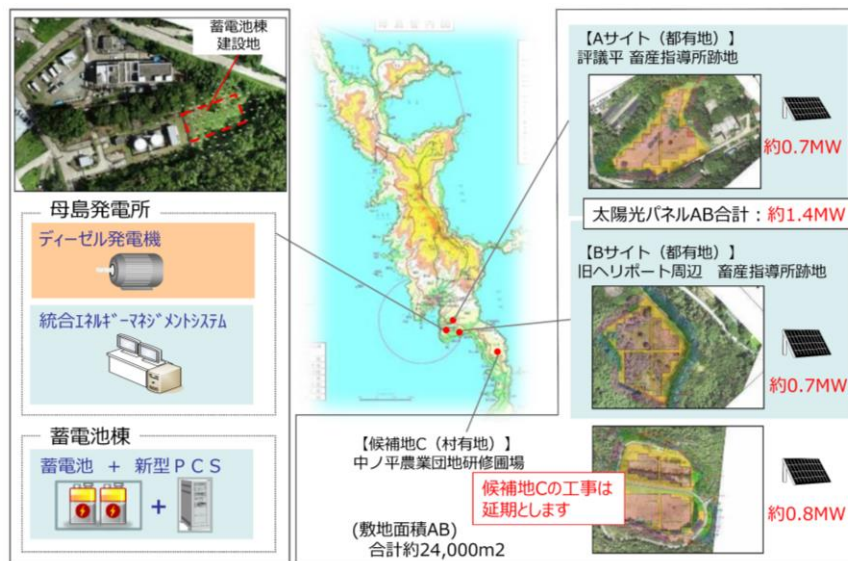 蓄電池棟
建設地
母島発電所
ディーゼル発電機
統合ｴﾈﾙｷﾞｰﾏﾈｼﾞﾒﾝﾄｼｽﾃﾑ
蓄電池棟
蓄電池 + 新型ＰＣＳ
+
【Aサイト（都有地）】
評議平 畜産指導所跡地
約0.7MW
太陽光パネルAB合計：約1.4MW
【Bサイト（都有地）】
旧ヘリポート周辺 畜産指導所跡地
約0.7MW
【候補地C（村有地）】
中ノ平農業団地研修圃場
候補地Cの工事は
延期とします
約0.8MW
(敷地面積AB)
合計約24,000m2